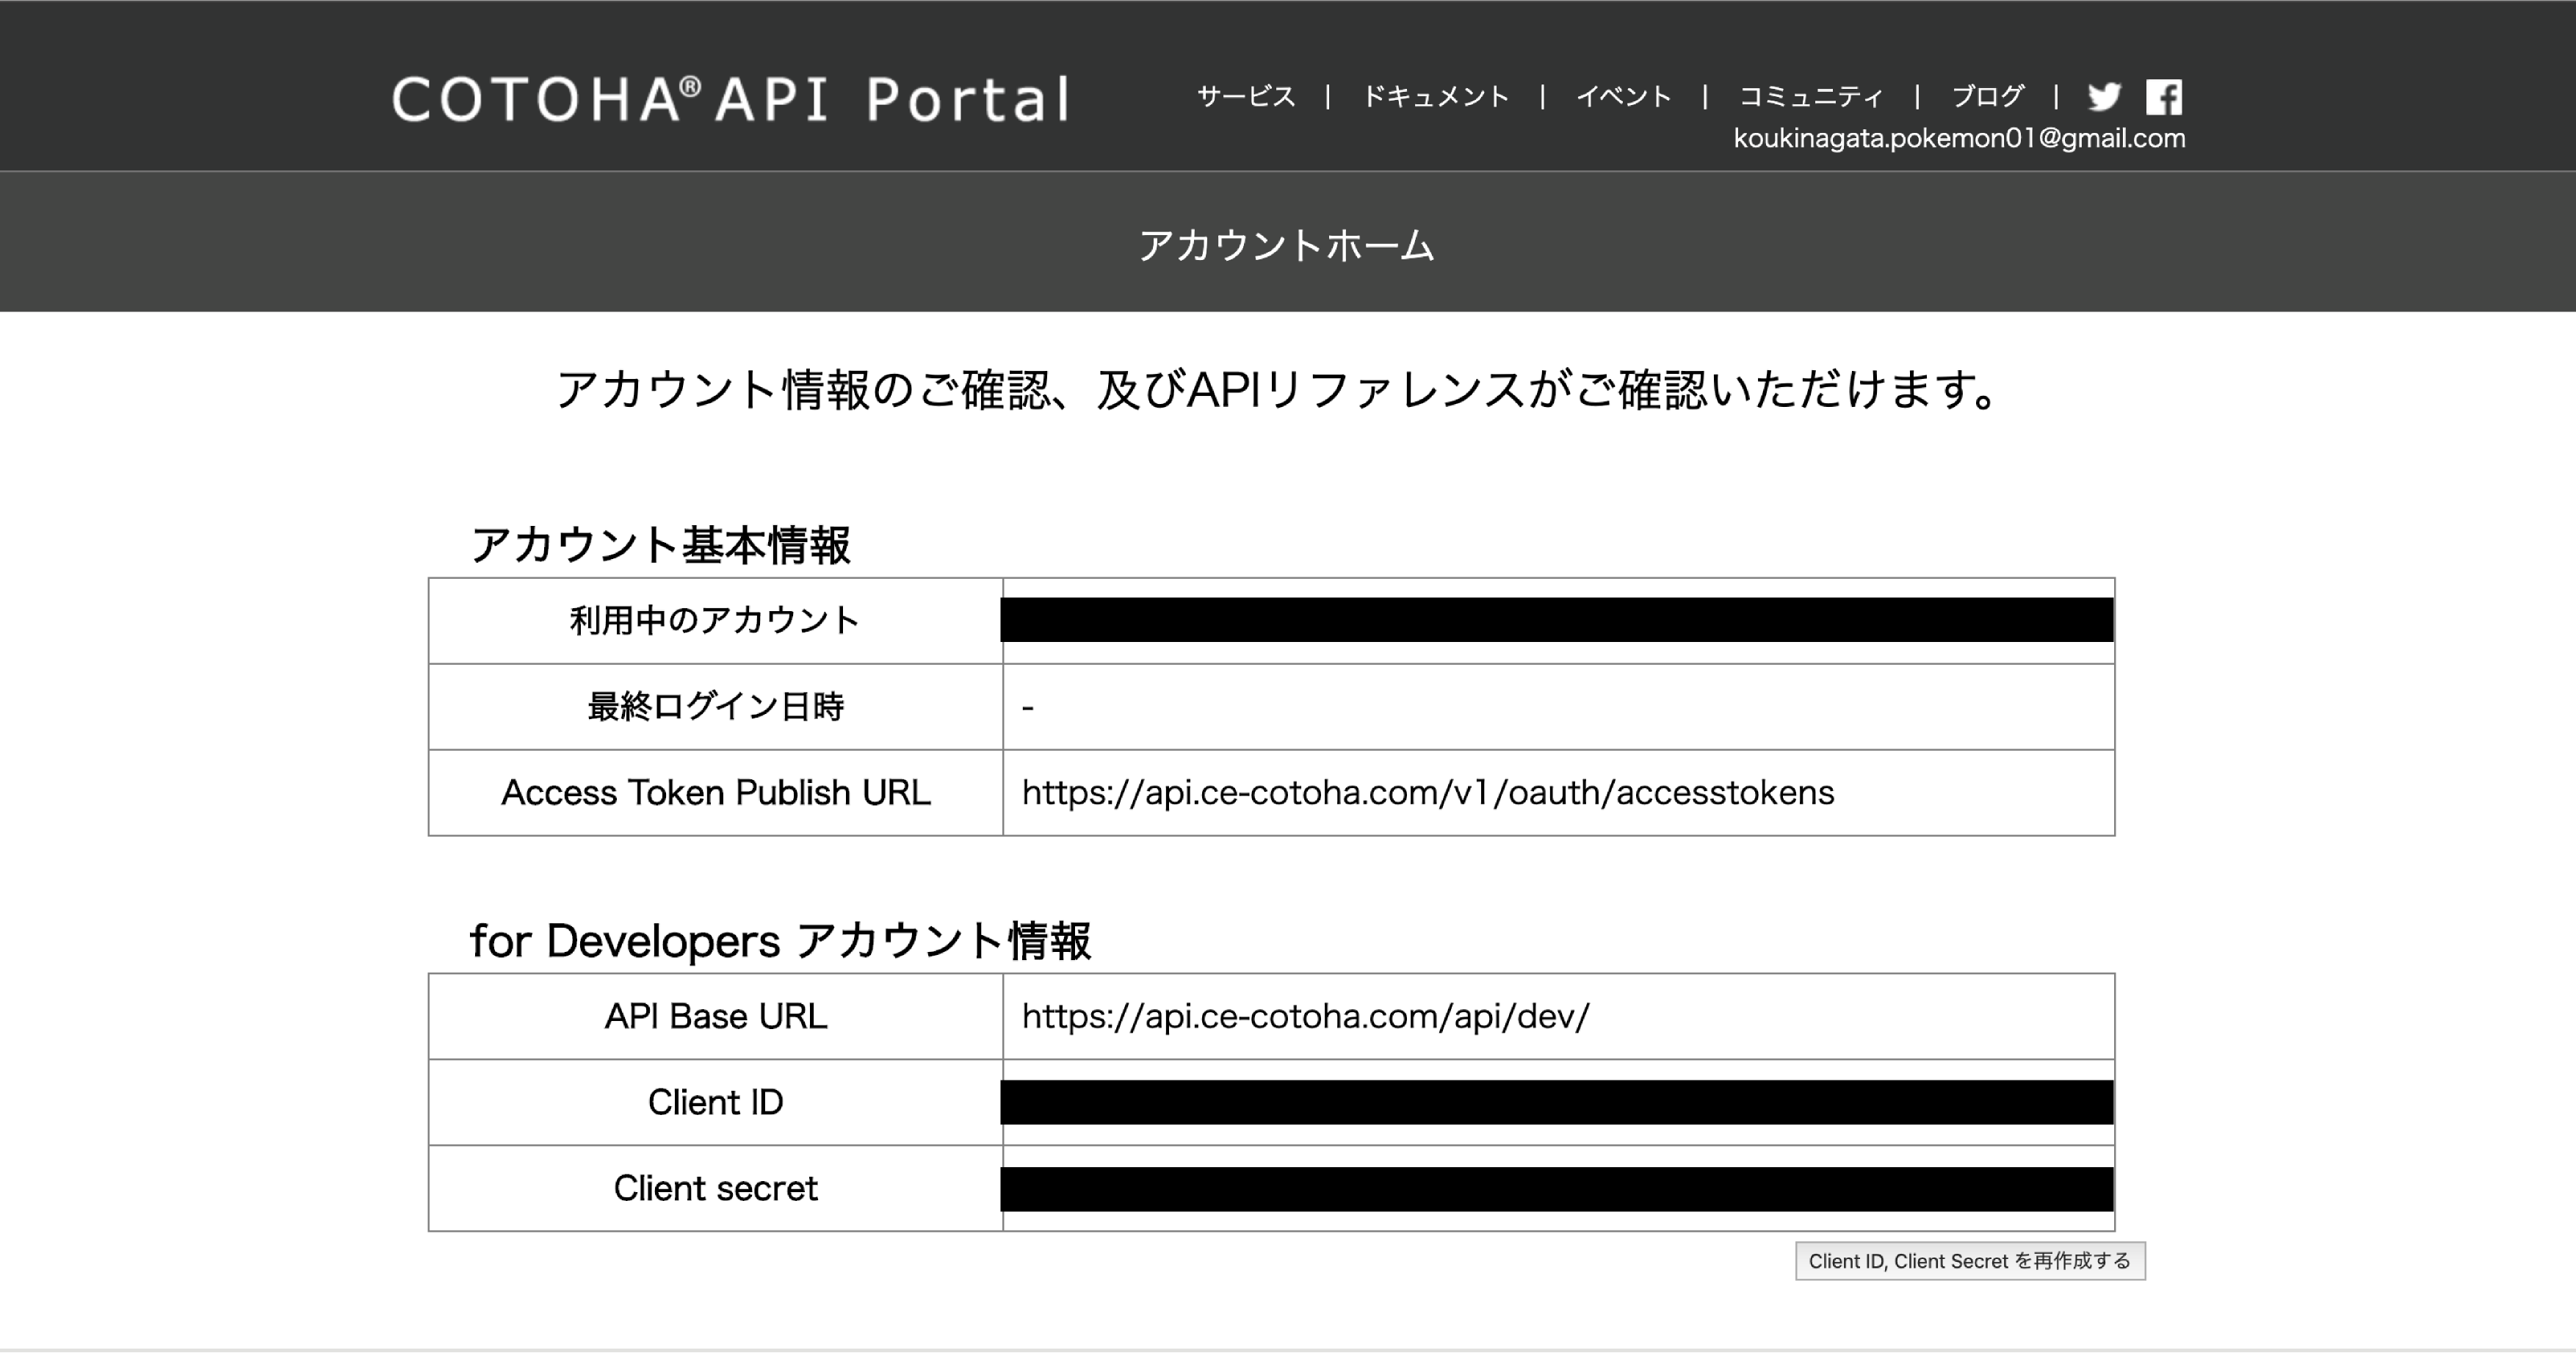 COTOHA® API Portal
サービス | ドキュメント | イベント | コミュニティ | ブログ |
koukinagata.pokemon01@gmail.com
アカウントホーム
アカウント情報のご確認、及びAPIリファレンスがご確認いただけます。
アカウント基本情報
利用中のアカウント
最終ログイン日時 -
Access Token Publish URL https://api.ce-cotoha.com/v1/oauth/accesstokens
for Developers アカウント情報
API Base URL https://api.ce-cotoha.com/api/dev/
Client ID
Client secret
Client ID, Client Secret を再作成する